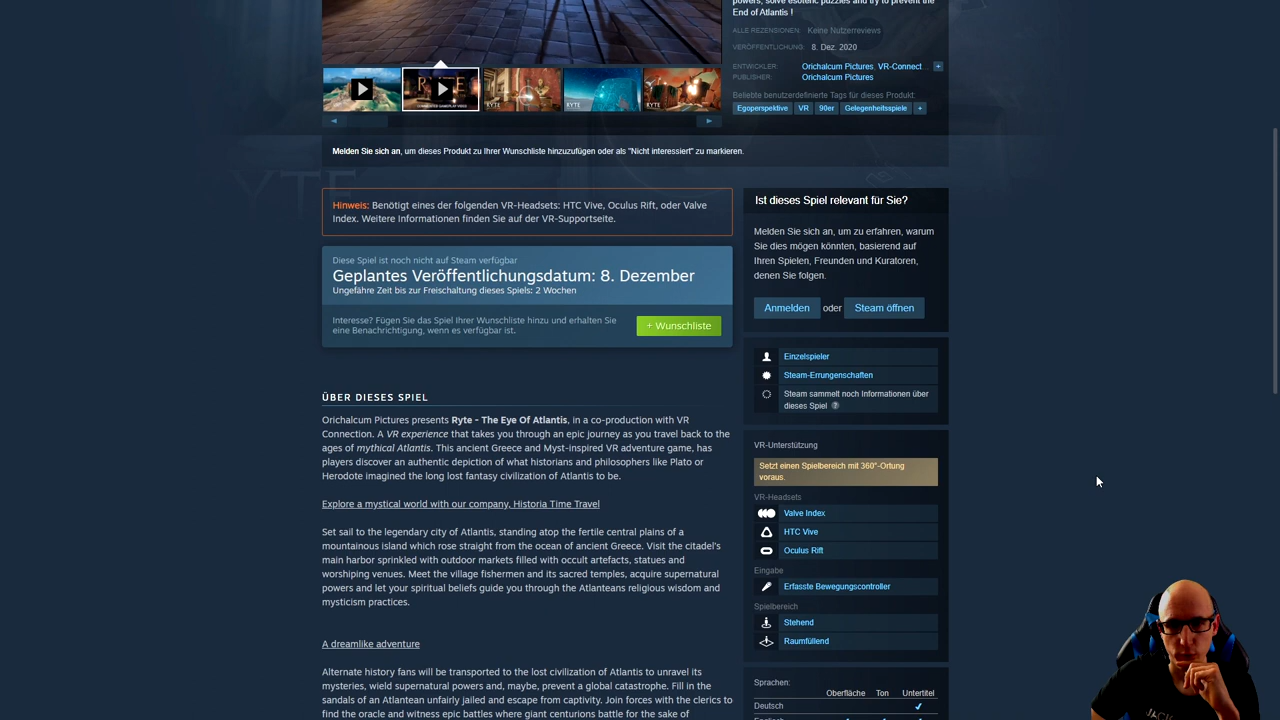 powers, solve esoteric puzzles and try to prevent the
End of Atlantis !
ALLE REZENSIONEN: Keine Nutzerreviews
VERÖFFENTLICHUNG: 8. Dez. 2020
ENTWICKLER: Orichalcum Pictures, VR-Connect... +
PUBLISHER: Orichalcum Pictures
Beliebte benutzerdefinierte Tags für dieses Produkt:
Egoperspektive VR 90er Gelegenheitsspiele +
RYTE
RYTE
RYTE
RYTE
Melden Sie sich an, um dieses Produkt zu Ihrer Wunschliste hinzuzufügen oder als "Nicht interessiert" zu markieren.
Hinweis: Benötigt eines der folgenden VR-Headsets: HTC Vive, Oculus Rift, oder Valve
Index. Weitere Informationen finden Sie auf der VR-Supportseite.
Diese Spiel ist noch nicht auf Steam verfügbar
Geplantes Veröffentlichungsdatum: 8. Dezember
Ungefähre Zeit bis zur Freischaltung dieses Spiels: 2 Wochen
Interesse? Fügen Sie das Spiel Ihrer Wunschliste hinzu und erhalten Sie
eine Benachrichtigung, wenn es verfügbar ist.
+ Wunschliste
ÜBER DIESES SPIEL
Orichalcum Pictures presents Ryte - The Eye Of Atlantis, in a co-production with VR
Connection. A VR experience that takes you through an epic journey as you travel back to the
ages of mythical Atlantis. This ancient Greece and Myst-inspired VR adventure game, has
players discover an authentic depiction of what historians and philosophers like Plato or
Herodote imagined the long lost fantasy civilization of Atlantis to be.
Explore a mystical world with our company, Historia Time Travel
Set sail to the legendary city of Atlantis, standing atop the fertile central plains of a
mountainous island which rose straight from the ocean of ancient Greece. Visit the citadel's
main harbor sprinkled with outdoor markets filled with occult artefacts, statues and
worshiping venues. Meet the village fishermen and its sacred temples, acquire supernatural
powers and let your spiritual beliefs guide you through the Atlanteans religious wisdom and
mysticism practices.
A dreamlike adventure
Alternate history fans will be transported to the lost civilization of Atlantis to unravel its
mysteries, wield supernatural powers and, maybe, prevent a global catastrophe. Fill in the
sandals of an Atlantean unfairly jailed and escape from captivity. Join forces with the clerics to
find the oracle and witness epic battles where giant centurions battle for the sake of
Ist dieses Spiel relevant für Sie?
Melden Sie sich an, um zu erfahren, warum
Sie dies mögen könnten, basierend auf
Ihren Spielen, Freunden und Kuratoren,
denen Sie folgen.
Anmelden oder Steam öffnen
Einzelspieler
Steam-Errungenschaften
Steam sammelt noch Informationen über
dieses Spiel ?
VR-Unterstützung
Setzt einen Spielbereich mit 360°-Ortung
voraus.
VR-Headsets
Valve Index
HTC Vive
Oculus Rift
Eingabe
Erfasste Bewegungscontroller
Spielbereich
Stehend
Raumfüllend
Sprachen:
Oberfläche Ton Untertitel
Deutsch ✓